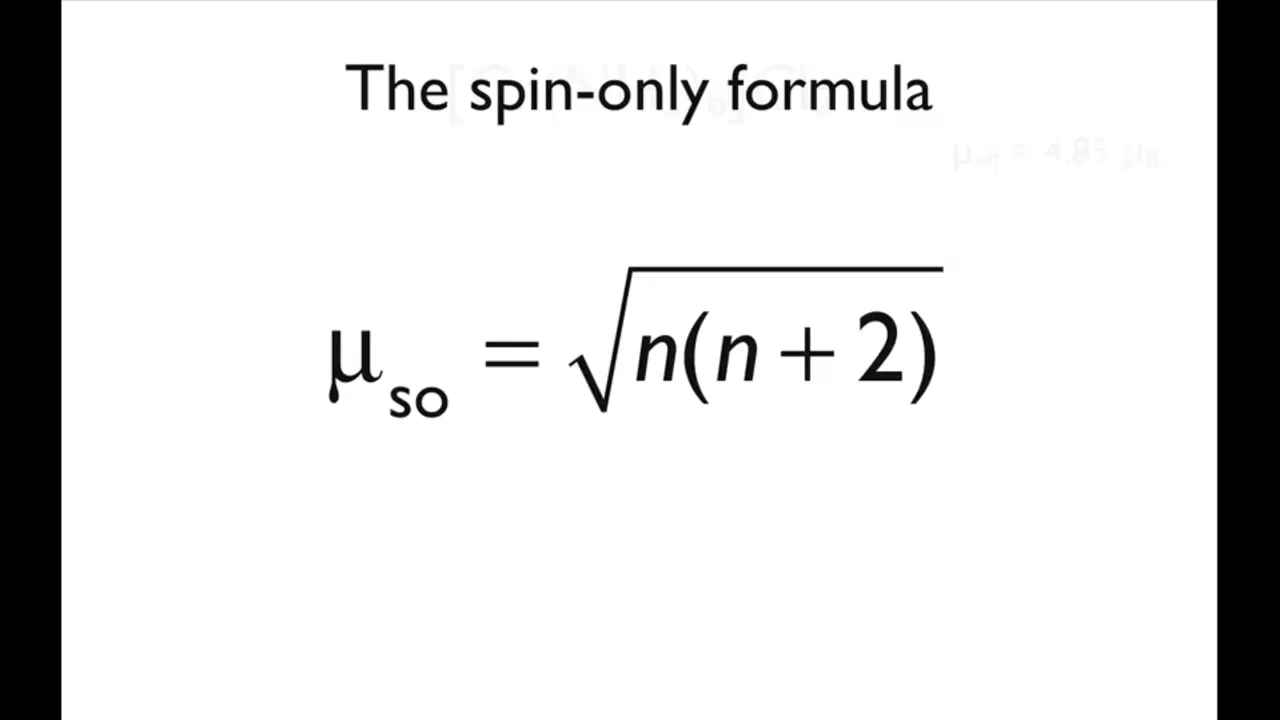 The spin-only formula
μso = √n(n + 2)